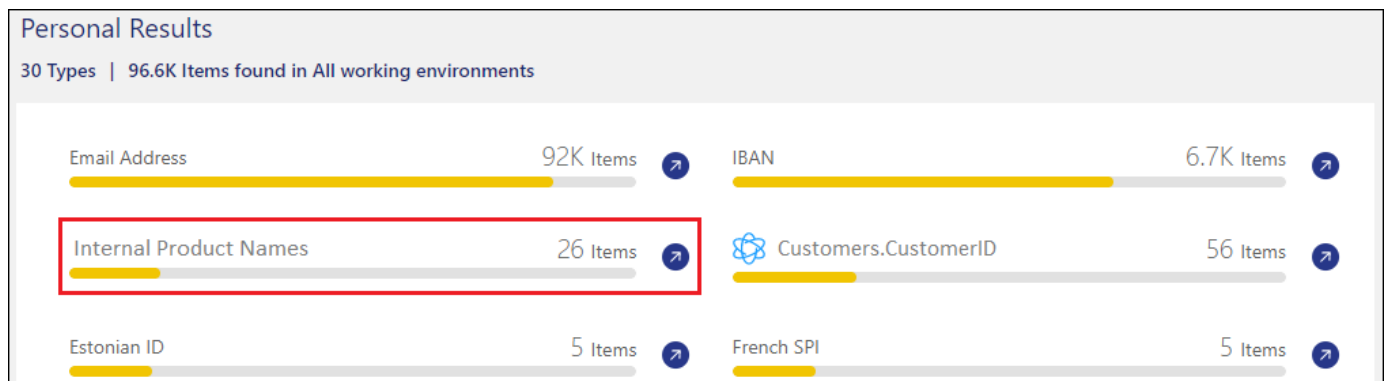 Personal Results
30 Types | 96.6K Items found in All working environments
Email Address 92K Items
IBAN 6.7K Items
Internal Product Names 26 Items
Customers.CustomerID 56 Items
Estonian ID 5 Items
French SPI 5 Items